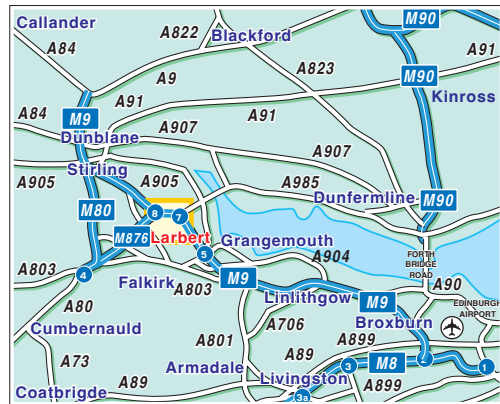 Callander
A822
M90
A84
Blackford
A823
A91
A9
M90
Kinross
A91
A84
M9
A91
Dunblane
A907
A907
Stirling
A905
A905
A985
Dunfermline
M90
M80
8
7
M876
Larbert
Grangemouth
5
FORTH
BRIDGE
ROAD
A904
A803
4
M9
Falkirk
A803
A90
Linlithgow
M9
EDINBURGH
AIRPORT
A80
Cumbernauld
A706
Broxburn
A801
A899
A73
A89
Armadale
3
M8
1
Livingston
A89
A899
Coatbrigde
3a